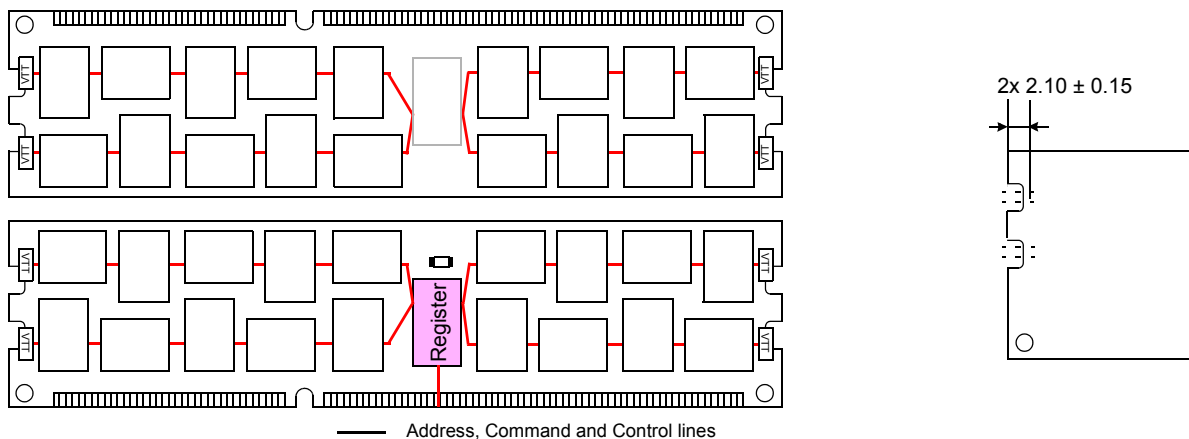 VTT
VTT
2x 2.10 ± 0.15
VTT
VTT
VTT
VTT
Register
VTT
VTT
Address, Command and Control lines